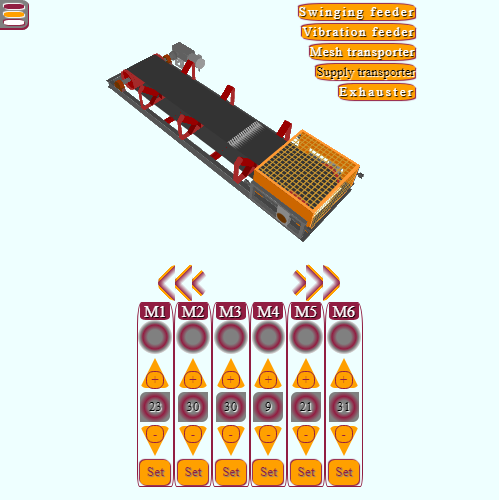 Swinging feeder
Vibration feeder
Mesh transporter
Supply transporter
Exhauster
M1 M2 M3 M4 M5 M6
+ + + + + +
23 30 30 9 21 31
- - - - - -
Set Set Set Set Set Set